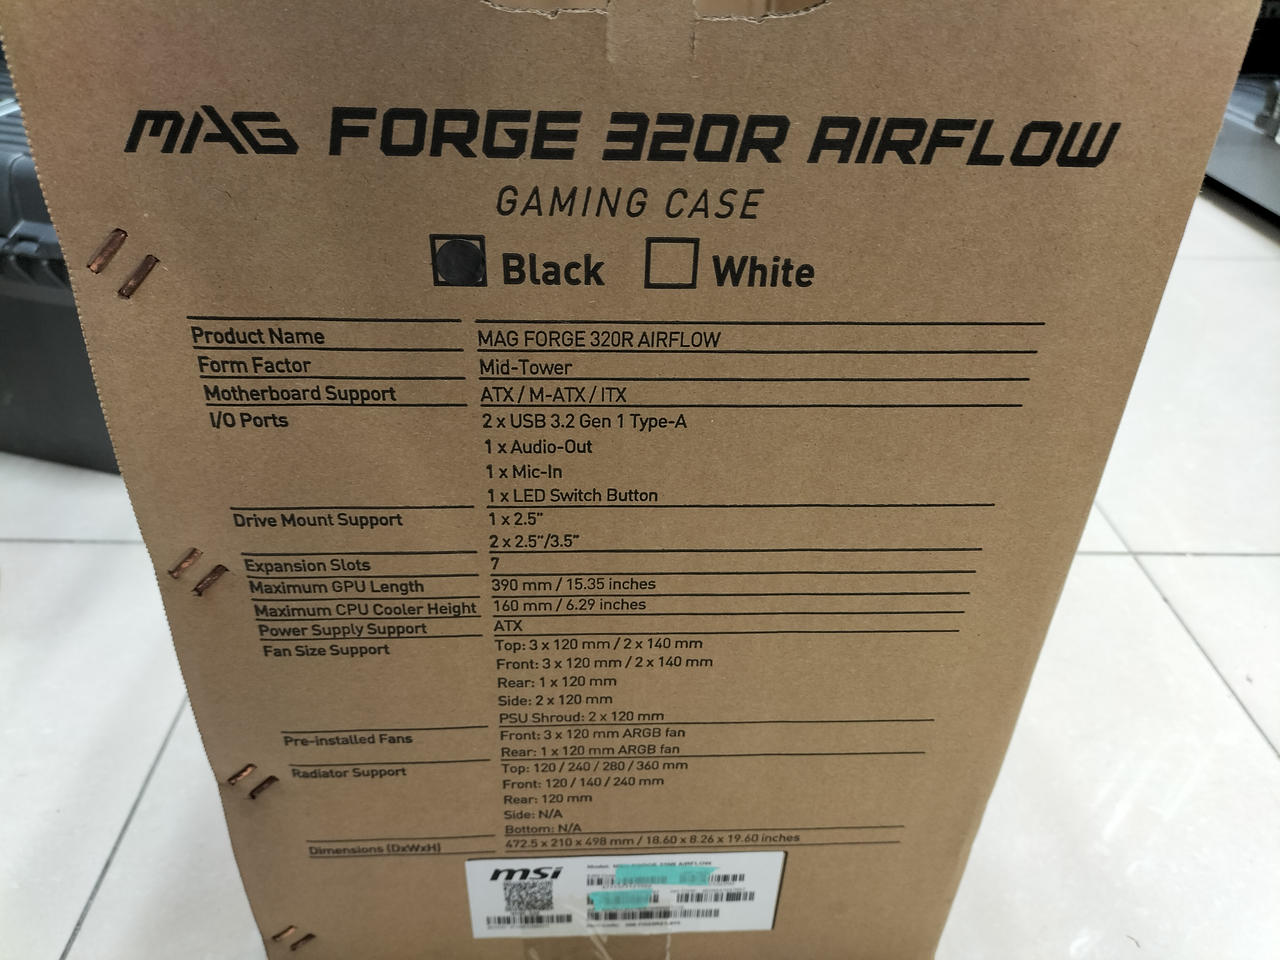 MAG FORGE 320R AIRFLOW
GAMING CASE
Black White
Product Name MAG FORGE 320R AIRFLOW
Form Factor Mid-Tower
Motherboard Support ATX / M-ATX / ITX
I/O Ports 2 x USB 3.2 Gen 1 Type-A
1 x Audio-Out
1 x Mic-In
1 x LED Switch Button
Drive Mount Support 1 x 2.5"
2 x 2.5"/3.5"
Expansion Slots 7
Maximum GPU Length 390 mm / 15.35 inches
Maximum CPU Cooler Height 160 mm / 6.29 inches
Power Supply Support ATX
Fan Size Support Top: 3 x 120 mm / 2 x 140 mm
Front: 3 x 120 mm / 2 x 140 mm
Rear: 1 x 120 mm
Side: 2 x 120 mm
PSU Shroud: 2 x 120 mm
Pre-installed Fans Front: 3 x 120 mm ARGB fan
Rear: 1 x 120 mm ARGB fan
Radiator Support Top: 120 / 240 / 280 / 360 mm
Front: 120 / 140 / 240 mm
Rear: 120 mm
Side: N/A
Bottom: N/A
Dimensions (DxWxH) 472.5 x 210 x 498 mm / 18.60 x 8.26 x 19.60 inches
msi
Model: MAG FORGE 320R AIRFLOW